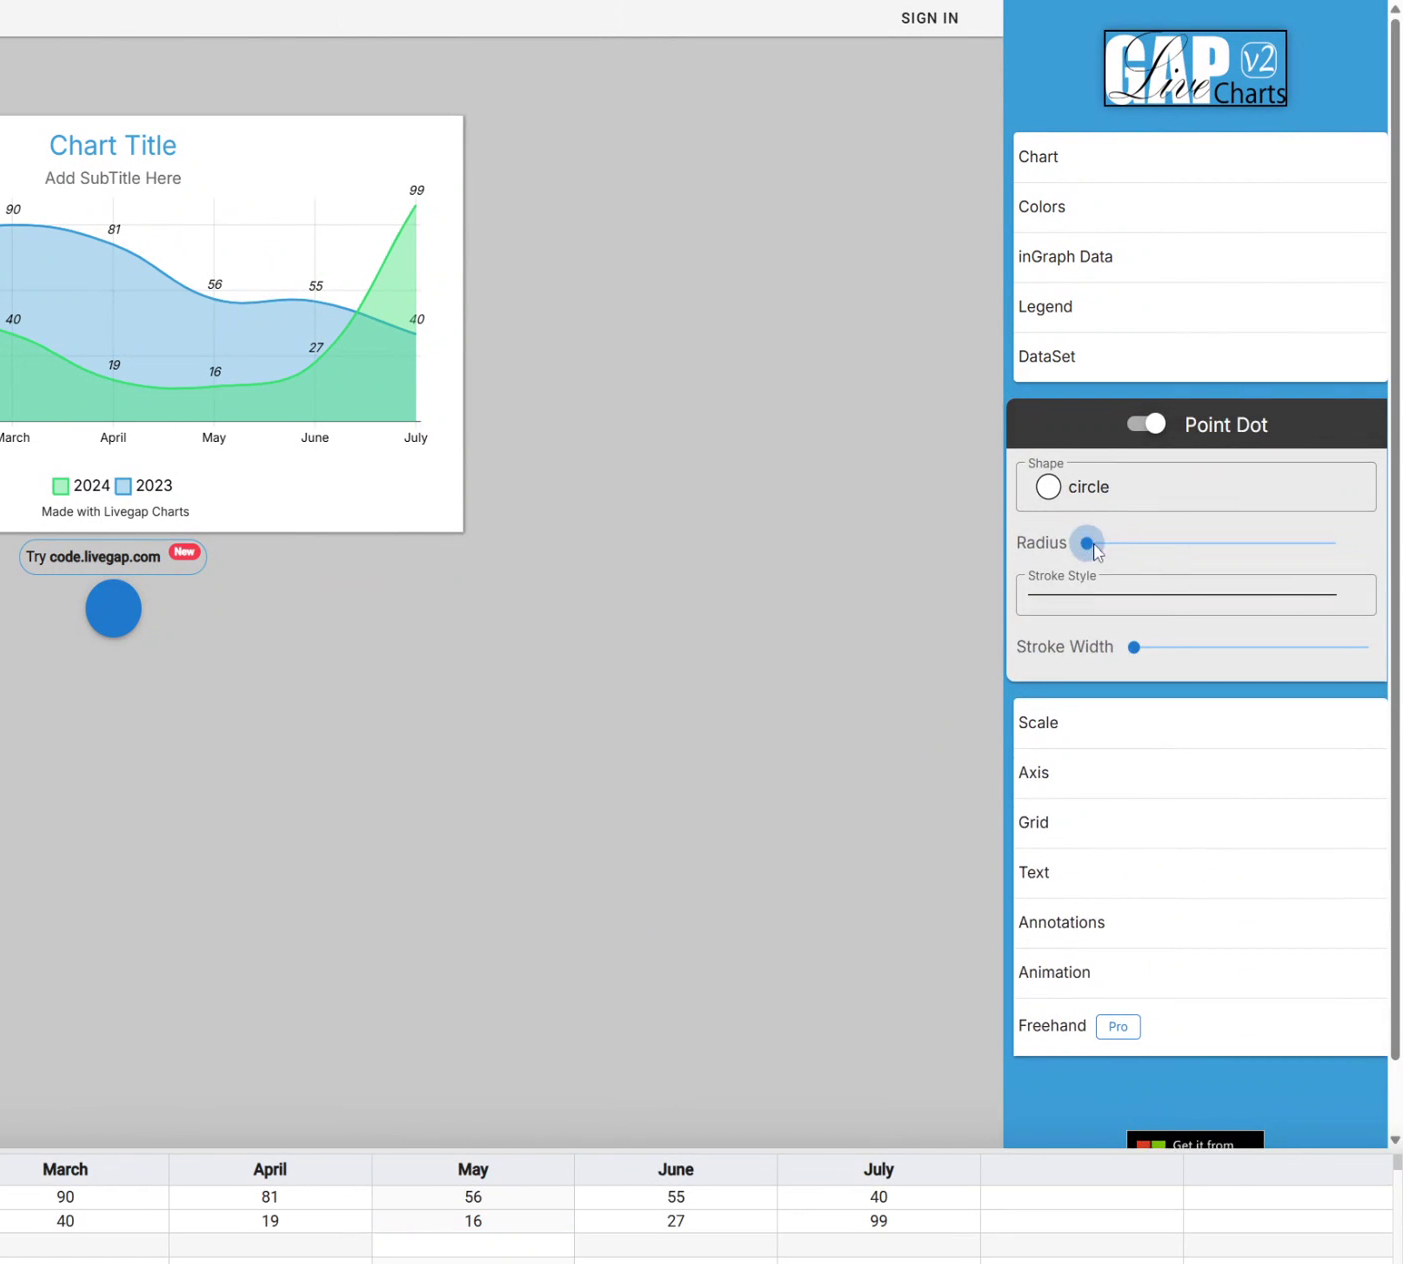 SIGN IN
GAP Live Charts v2
Chart
Colors
inGraph Data
Legend
DataSet
Point Dot
Shape
circle
Radius
Stroke Style
Stroke Width
Scale
Axis
Grid
Text
Annotations
Animation
Freehand Pro
Get it from
Chart Title
Add SubTitle Here
99
90
81
56
55
40
40
27
19
16
March April May June July
2024 2023
Made with Livegap Charts
Try code.livegap.com New
March April May June July
90 81 56 55 40
40 19 16 27 99